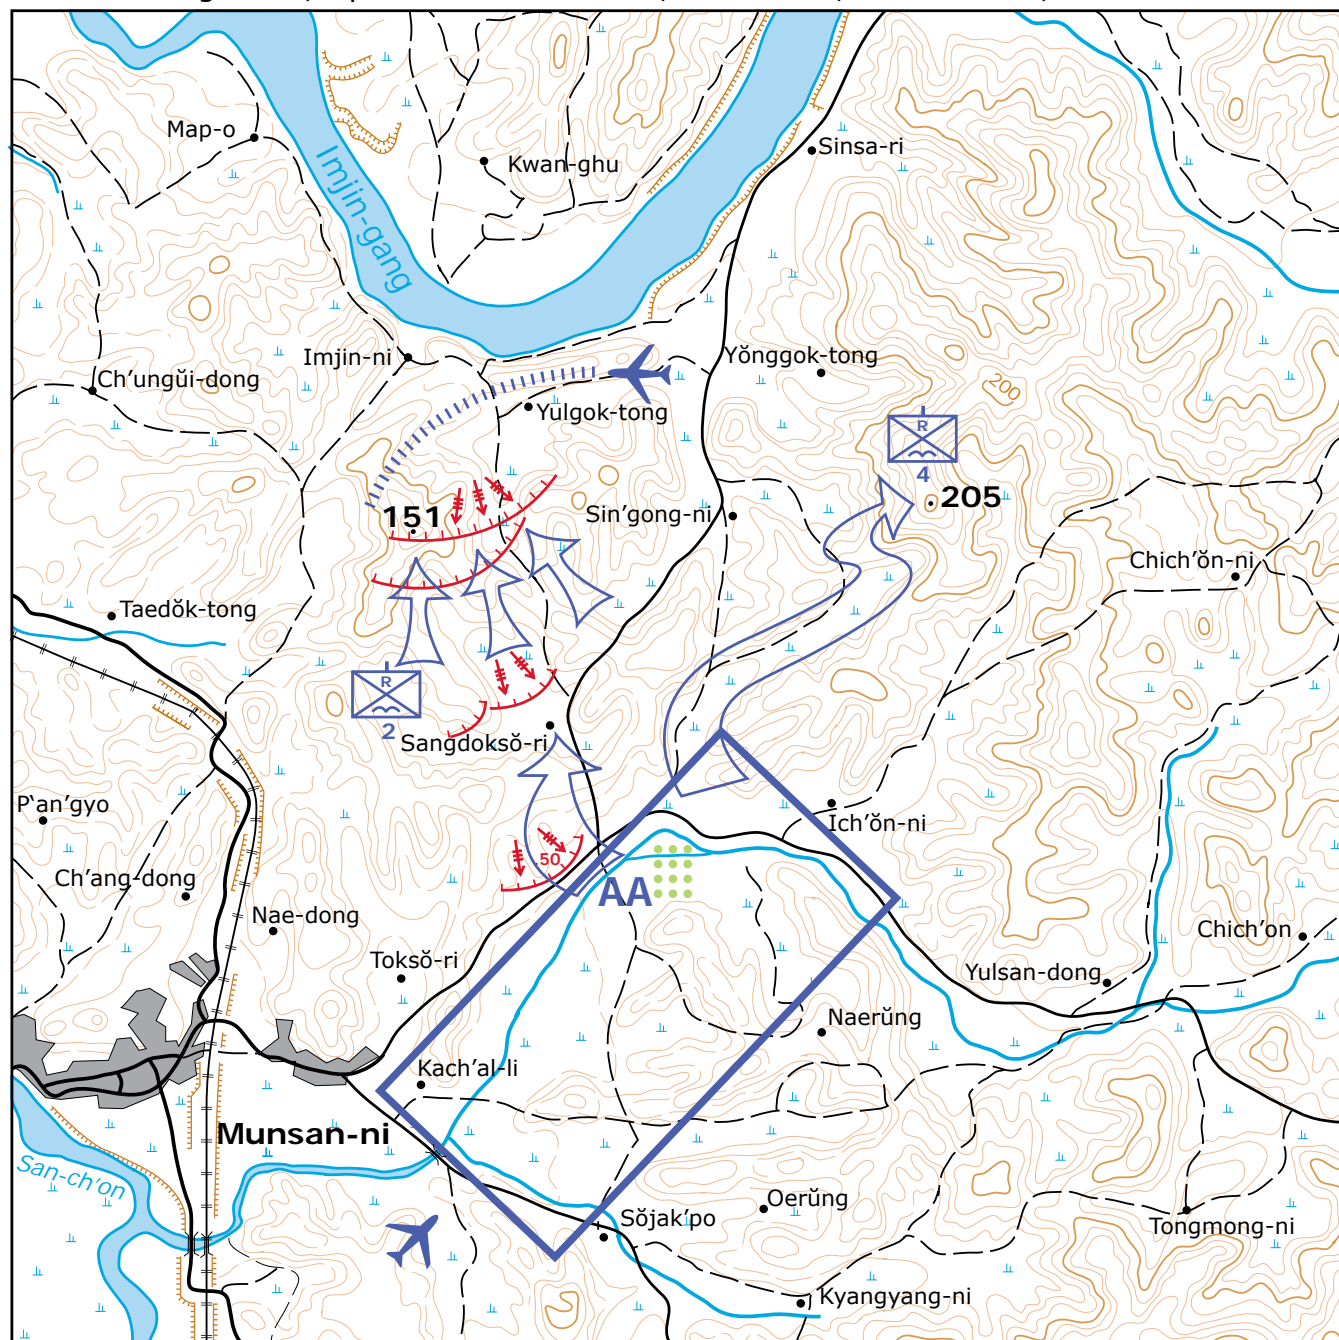 Map-o
Kwan-ghu
Sinsa-ri
Imjin-gang
Imjin-ni
Yŏnggok-tong
Ch'ungŭi-dong
200
Yulgok-tong
R
4
205
151
Sin'gong-ni
Chich'ŏn-ni
Taedŏk-tong
R
2
Sangdoksŏ-ri
P'an'gyo
Ich'ŏn-ni
50
Ch'ang-dong
AA
Nae-dong
Chich'on
Toksŏ-ri
Yulsan-dong
Naerŭng
Kach'al-li
Munsan-ni
San-ch'on
Oerŭng
Sŏjak'po
Tongmong-ni
Kyangyang-ni